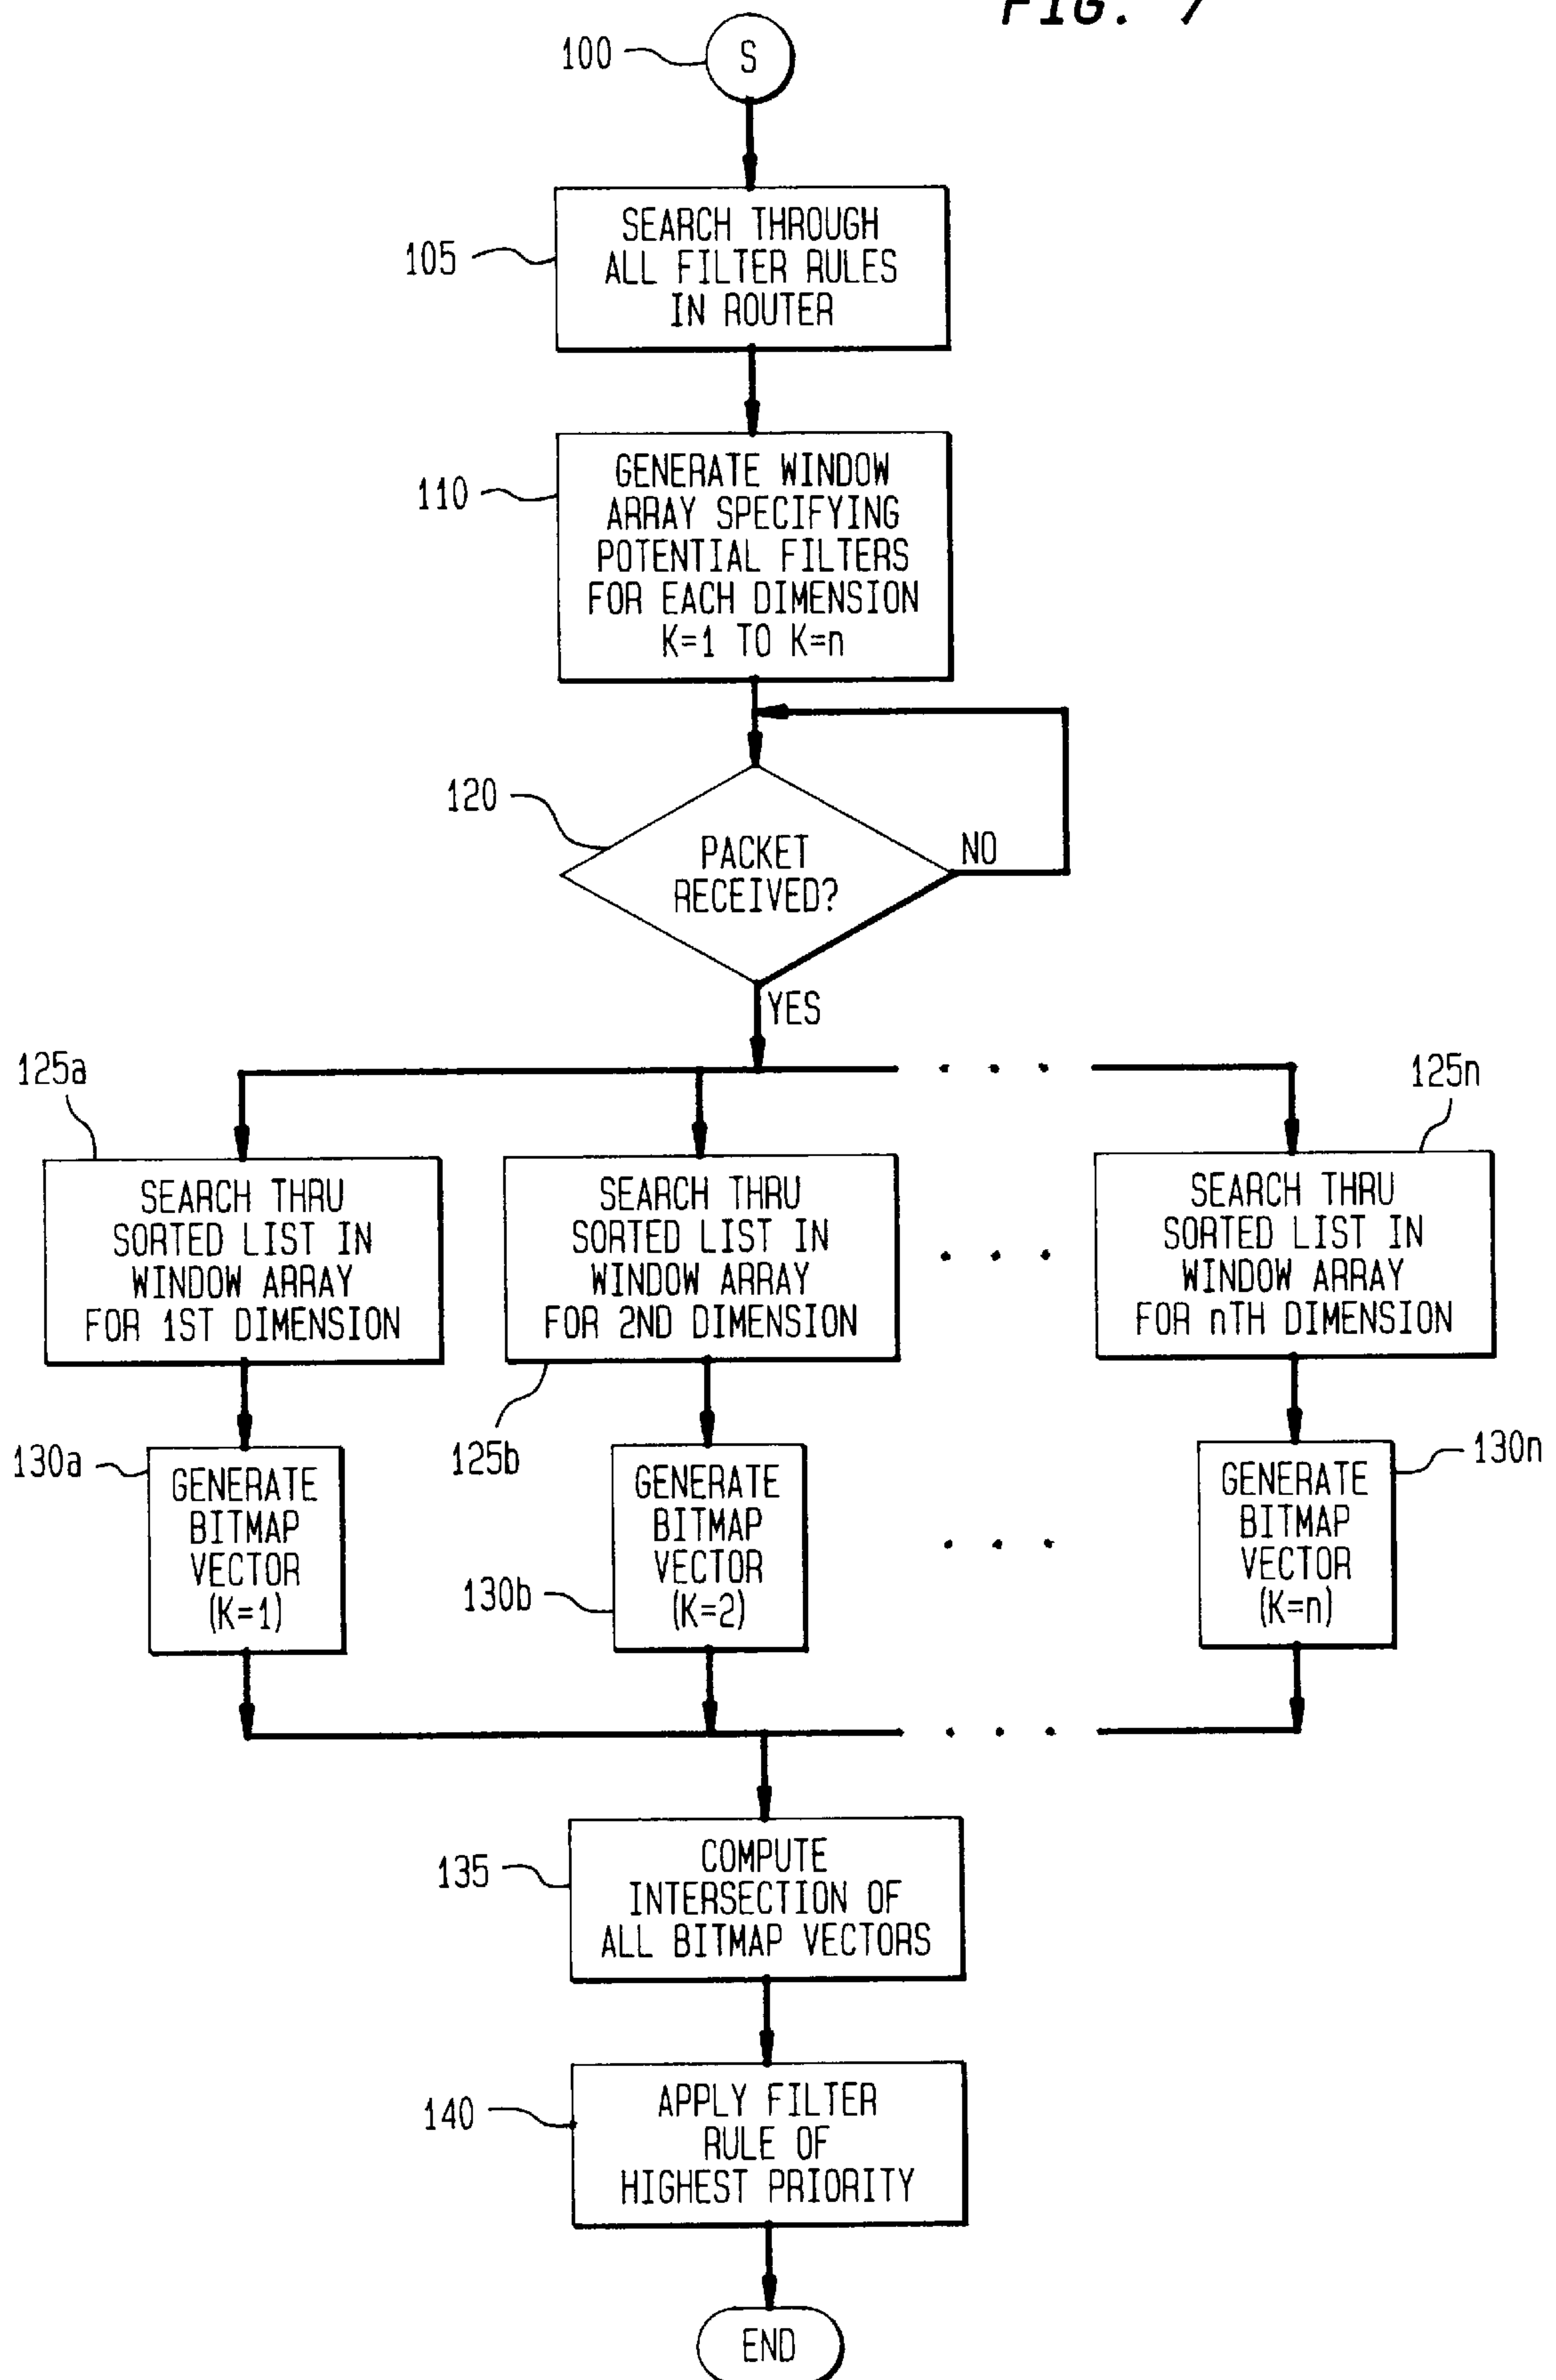 FIG. 7
100
S
105
SEARCH THROUGH
ALL FILTER RULES
IN ROUTER
110
GENERATE WINDOW
ARRAY SPECIFYING
POTENTIAL FILTERS
FOR EACH DIMENSION
K=1 TO K=n
120
PACKET
RECEIVED?
NO
YES
125a
125n
SEARCH THRU
SORTED LIST IN
WINDOW ARRAY
FOR 1ST DIMENSION
SEARCH THRU
SORTED LIST IN
WINDOW ARRAY
FOR 2ND DIMENSION
. . .
SEARCH THRU
SORTED LIST IN
WINDOW ARRAY
FOR nTH DIMENSION
125b
130a
GENERATE
BITMAP
VECTOR
(K=1)
130b
GENERATE
BITMAP
VECTOR
(K=2)
. . .
GENERATE
BITMAP
VECTOR
(K=n)
130n
135
COMPUTE
INTERSECTION OF
ALL BITMAP VECTORS
140
APPLY FILTER
RULE OF
HIGHEST PRIORITY
END